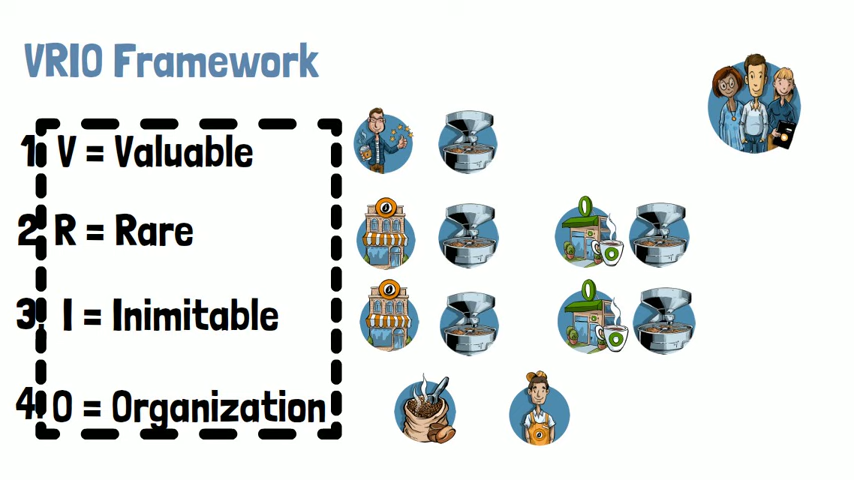 VRIO Framework
1. V = Valuable
2. R = Rare
3. I = Inimitable
4. O = Organization